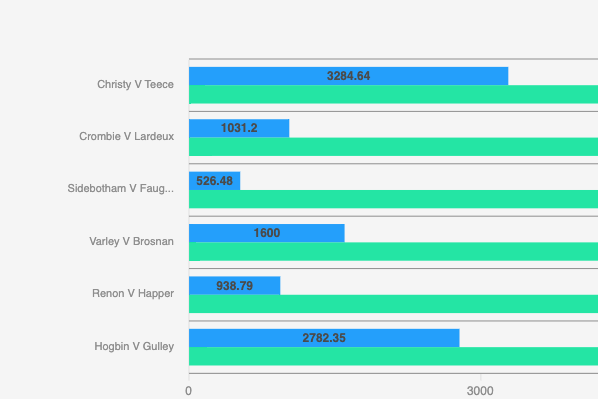 Christy V Teece 3284.64
Crombie V Lardeux 1031.2
Sidebotham V Faug... 526.48
Varley V Brosnan 1600
Renon V Happer 938.79
Hogbin V Gulley 2782.35
0 3000